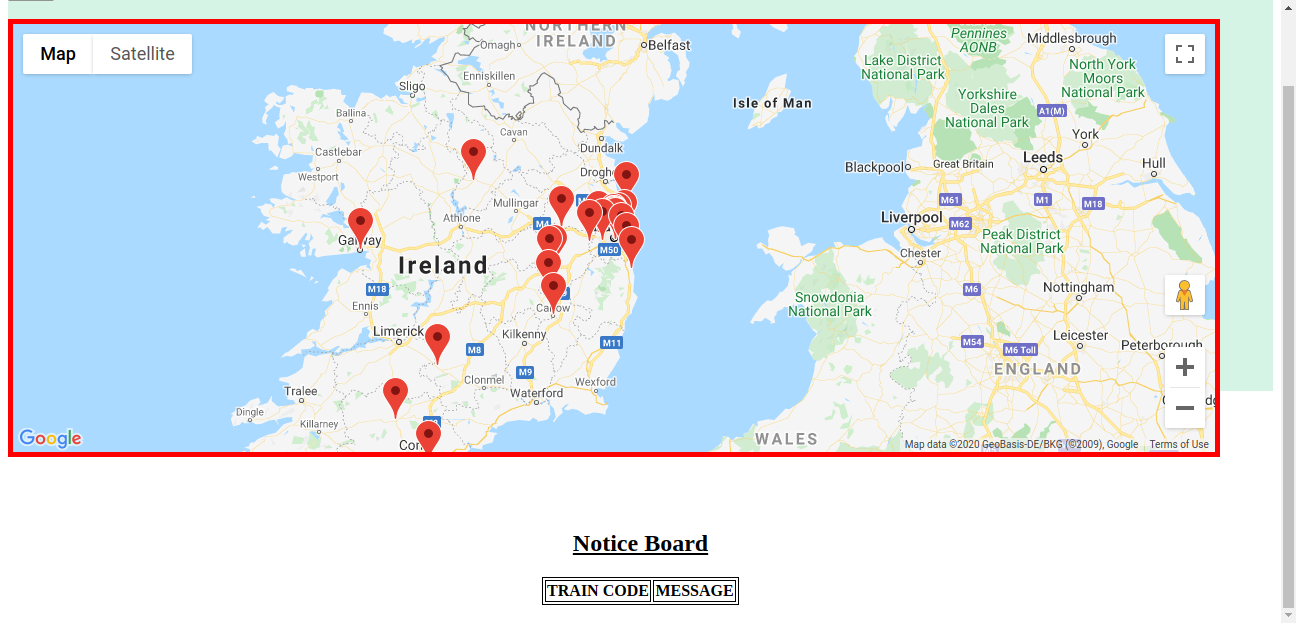 Map
Satellite
NORTHERN
IRELAND
Omagh
Belfast
Enniskillen
Sligo
Ballina
Cavan
Castlebar
Dundalk
Westport
Mullingar
Athlone
M4
Galway
M50
Ireland
M18
Ennis
Carlow
Limerick
Kilkenny
M8
M11
M9
Clonmel
Wexford
Tralee
Waterford
Dingle
Killarney
Google
Isle of Man
Pennines
AONB
Middlesbrough
Lake District
National Park
North York
Moors
National Park
Yorkshire
Dales
National Park
A1(M)
York
Blackpool
Great Britain
Leeds
Hull
M61
M1
M18
Liverpool
M62
Peak District
National Park
Chester
Snowdonia
National Park
M6
Nottingham
M54
M6 Toll
Leicester
Peterborough
ENGLAND
WALES
Map data ©2020 GeoBasis-DE/BKG (©2009), Google
Terms of Use
Notice Board
TRAIN CODE MESSAGE